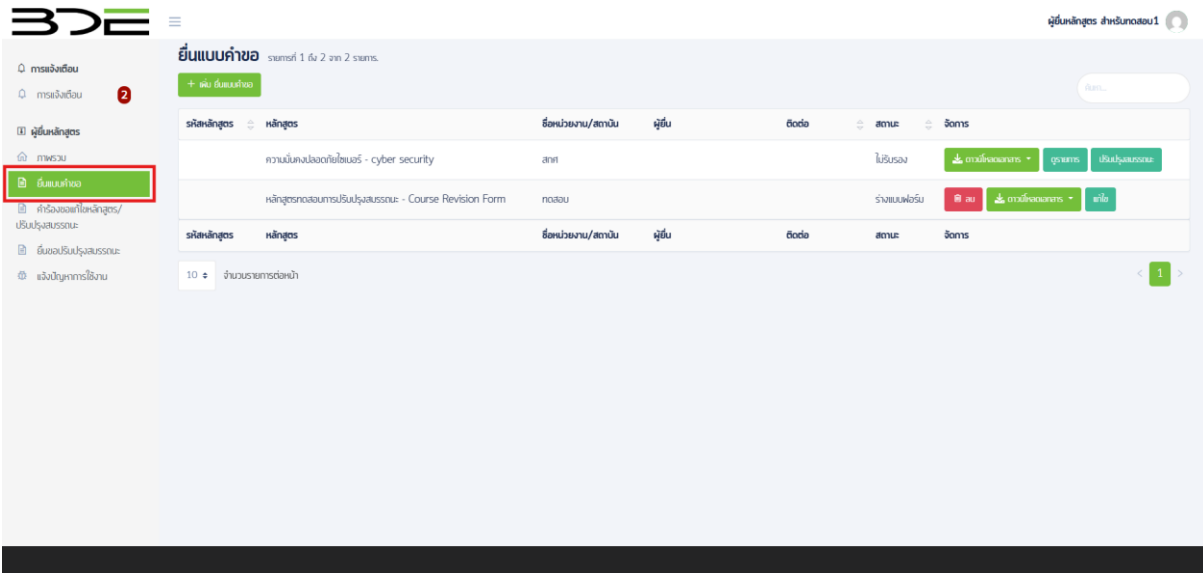 BDE
ผู้ยื่นหลักสูตร สำหรับทดสอบ1
การแจ้งเตือน
การแจ้งเตือน 2
ผู้ยื่นหลักสูตร
ภาพรวม
ยื่นแบบคำขอ
คำร้องขอแก้ไขหลักสูตร/
ปรับปรุงสมรรถนะ
ยื่นขอปรับปรุงสมรรถนะ
แจ้งปัญหาการใช้งาน
ยื่นแบบคำขอ รายการที่ 1 ถึง 2 จาก 2 รายการ.
+ เพิ่ม ยื่นแบบคำขอ
ค้นหา...
รหัสหลักสูตร หลักสูตร ชื่อหน่วยงาน/สถาบัน ผู้ยื่น ติดต่อ สถานะ จัดการ
ความมั่นคงปลอดภัยไซเบอร์ - cyber security สกศ ไม่รับรอง ดาวน์โหลดเอกสาร ดูรายการ ปรับปรุงสมรรถนะ
หลักสูตรทดสอบการปรับปรุงสมรรถนะ - Course Revision Form ทดสอบ ร่างแบบฟอร์ม ลบ ดาวน์โหลดเอกสาร แก้ไข
รหัสหลักสูตร หลักสูตร ชื่อหน่วยงาน/สถาบัน ผู้ยื่น ติดต่อ สถานะ จัดการ
10 จำนวนรายการต่อหน้า
< 1 >